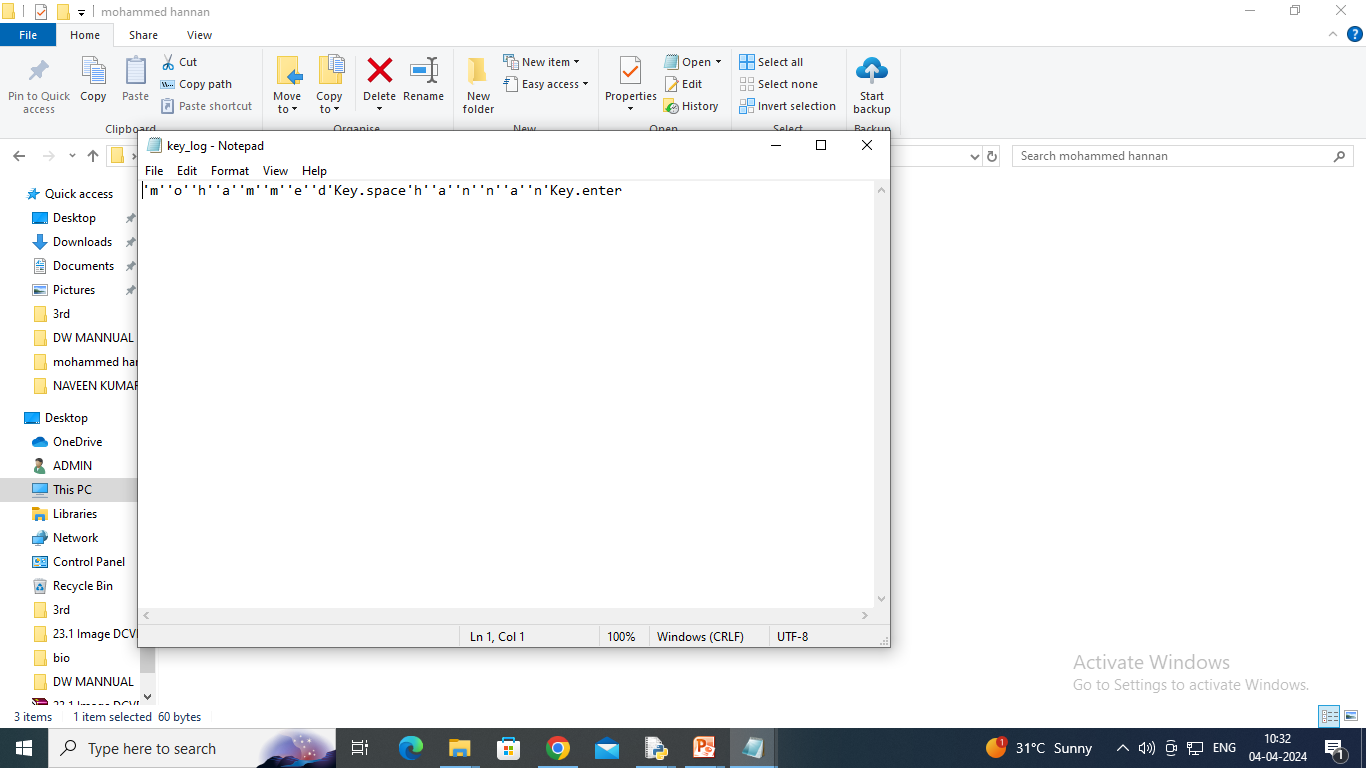 mohammed hannan
File Home Share View
Pin to Quick access
Copy
Paste
Cut
Copy path
Paste shortcut
Clipboard
Move to
Copy to
Delete
Rename
Organise
New folder
New item
Easy access
New
Properties
Open
Edit
History
Open
Select all
Select none
Invert selection
Select
Start backup
Backup
Search mohammed hannan
key_log - Notepad
File Edit Format View Help
'm''o''h''a''m''m''e''d'Key.space'h''a''n''n''a''n'Key.enter
Ln 1, Col 1 100% Windows (CRLF) UTF-8
Quick access
Desktop
Downloads
Documents
Pictures
3rd
DW MANNUAL
mohammed han
NAVEEN KUMAR
Desktop
OneDrive
ADMIN
This PC
Libraries
Network
Control Panel
Recycle Bin
3rd
23.1 Image DCV
bio
DW MANNUAL
Activate Windows
Go to Settings to activate Windows.
3 items 1 item selected 60 bytes
Type here to search
1
31°C Sunny
ENG
10:32
04-04-2024
1